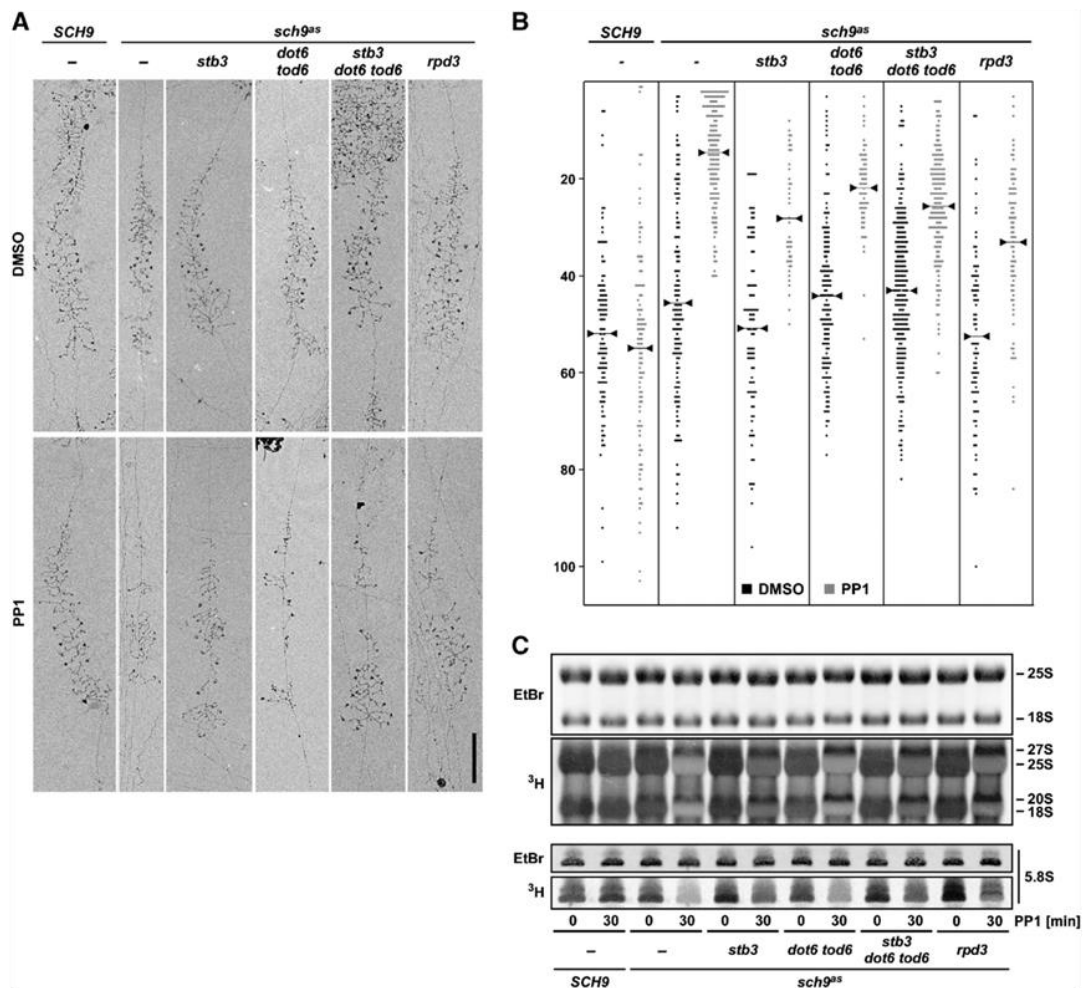 A
SCH9 sch9as
– – stb3 dot6 tod6 stb3 dot6 tod6 rpd3
DMSO
PP1
B
SCH9 sch9as
- - stb3 dot6 tod6 stb3 dot6 tod6 rpd3
20
40
60
80
100
DMSO PP1
C
EtBr
25S
18S
3H
27S
25S
20S
18S
EtBr
3H
5.8S
0 30 0 30 0 30 0 30 0 30 0 30 PP1 [min]
– – stb3 dot6 tod6 stb3 dot6 tod6 rpd3
SCH9 sch9as